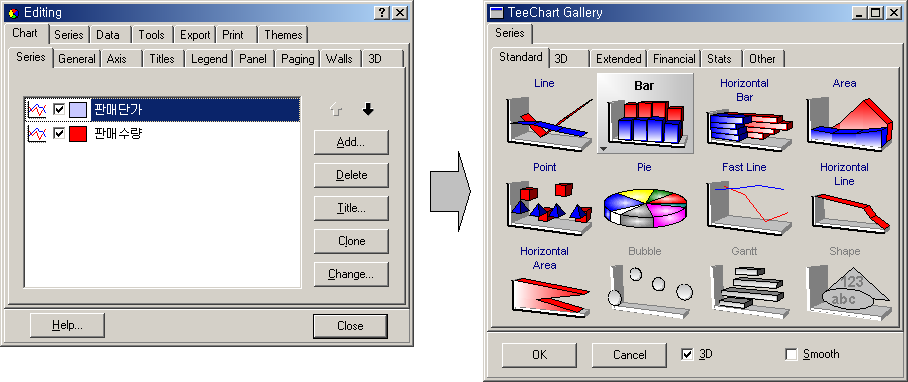 Editing
Chart Series Data Tools Export Print Themes
Series General Axis Titles Legend Panel Paging Walls 3D
판매단가
판매수량
Add...
Delete
Title...
Clone
Change...
Help...
Close
TeeChart Gallery
Series
Standard 3D Extended Financial Stats Other
Line
Bar
Horizontal
Bar
Area
Point
Pie
Fast Line
Horizontal
Line
Horizontal
Area
Bubble
Gantt
Shape
123
abc
OK
Cancel
3D
Smooth